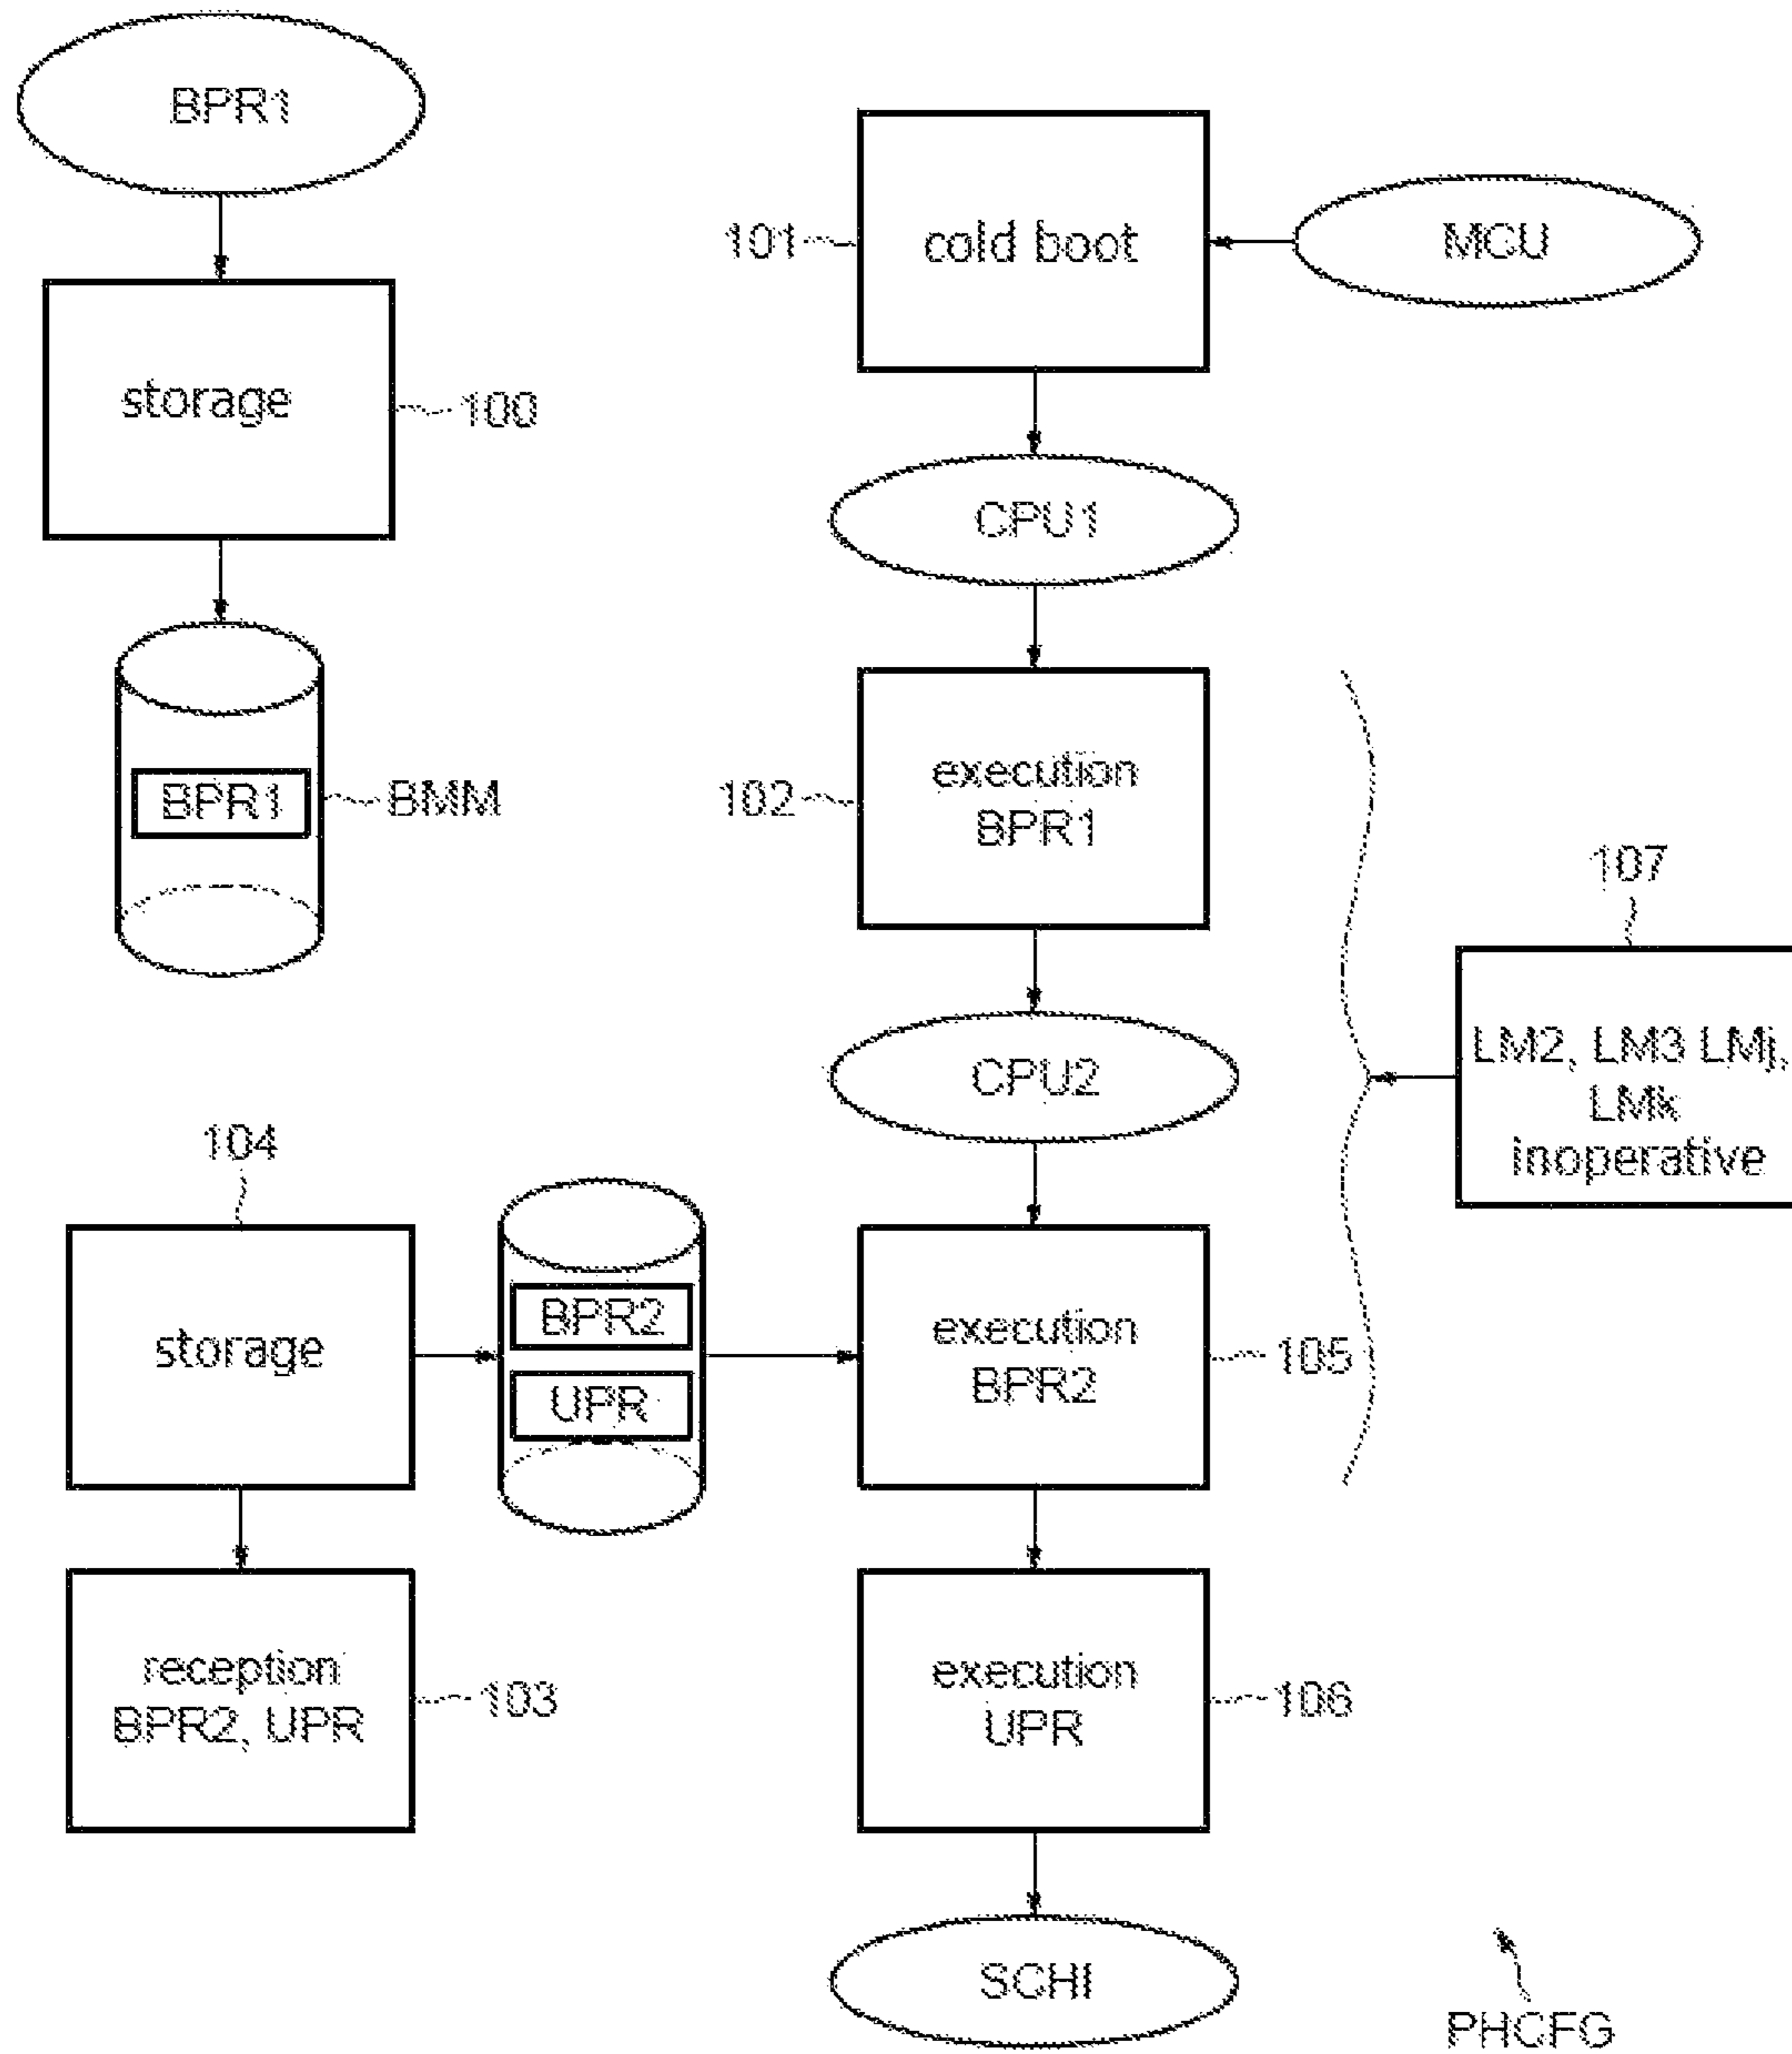 BPR1
101
cold boot
MCU
storage
100
CPU1
BPR1
BMM
102
execution
BPR1
107
LM2, LM3 LMj,
LMk
inoperative
CPU2
104
storage
BPR2
UPR
execution
BPR2
105
reception
BPR2, UPR
103
execution
UPR
106
SCHI
PHCFG